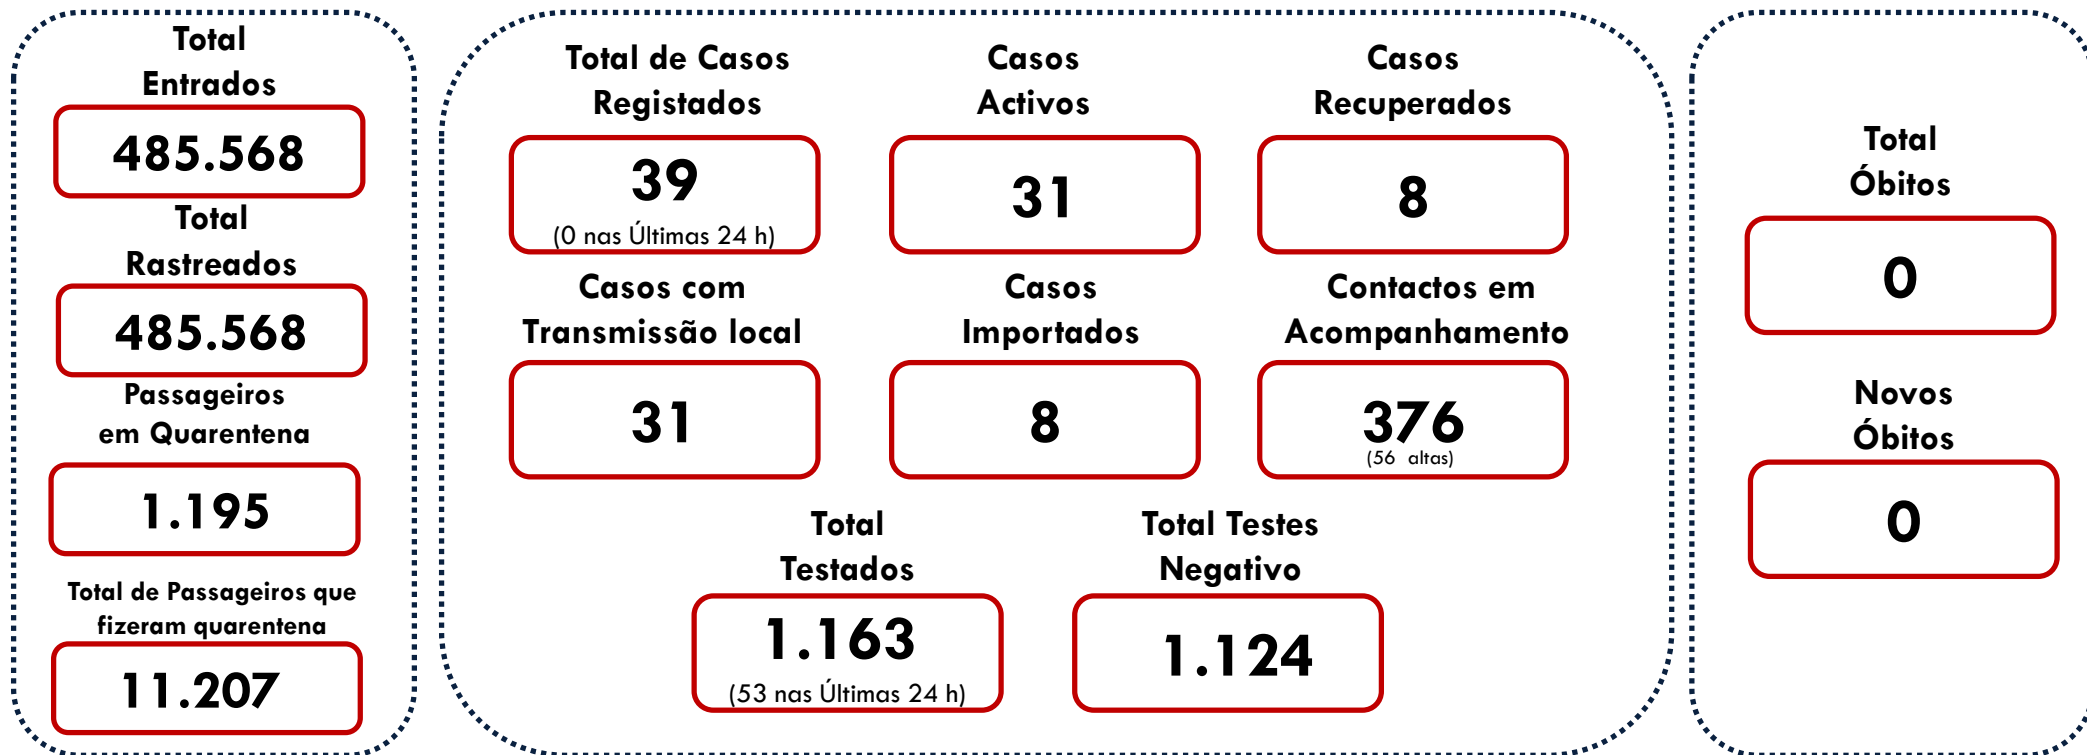 Total
Entrados
485.568
Total
Rastreados
485.568
Passageiros
em Quarentena
1.195
Total de Passageiros que
fizeram quarentena
11.207
Total de Casos
Registados
39
(0 nas Últimas 24 h)
Casos
Activos
31
Casos
Recuperados
8
Casos com
Transmissão local
31
Casos
Importados
8
Contactos em
Acompanhamento
376
(56 altas)
Total
Testados
1.163
(53 nas Últimas 24 h)
Total Testes
Negativo
1.124
Total
Óbitos
0
Novos
Óbitos
0